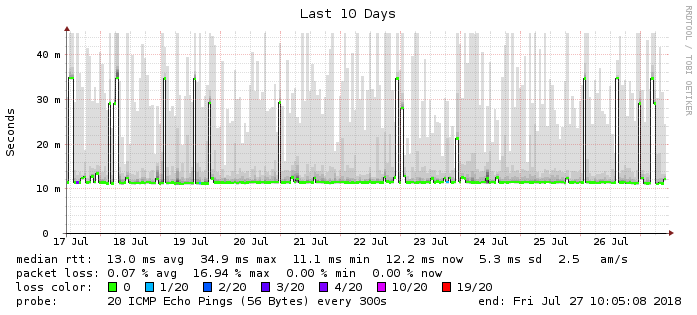 Last 10 Days
RRDTOOL / TOBI OETIKER
Seconds
40 m
30 m
20 m
10 m
0
17 Jul 18 Jul 19 Jul 20 Jul 21 Jul 22 Jul 23 Jul 24 Jul 25 Jul 26 Jul
median rtt: 13.0 ms avg 34.9 ms max 11.1 ms min 12.2 ms now 5.3 ms sd 2.5 am/s
packet loss: 0.07 % avg 16.94 % max 0.00 % min 0.00 % now
loss color: 0 1/20 2/20 3/20 4/20 10/20 19/20
probe: 20 ICMP Echo Pings (56 Bytes) every 300s end: Fri Jul 27 10:05:08 2018